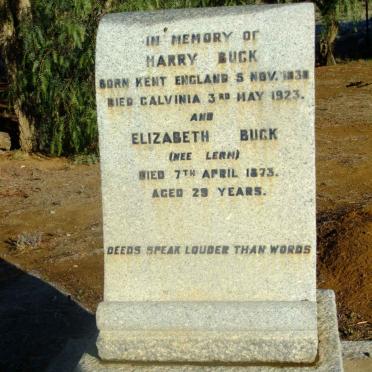 IN MEMORY OF
HARRY BUCK
BORN KENT ENGLAND 5 NOV. 1838
DIED CALVINIA 3RD MAY 1923.
AND
ELIZABETH BUCK
(NEE LERM)
DIED 7TH APRIL 1873.
AGED 29 YEARS.
DEEDS SPEAK LOUDER THAN WORDS